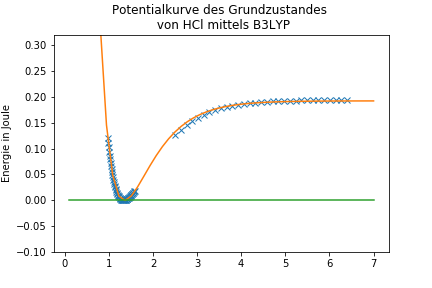 Potentialkurve des Grundzustandes
von HCl mittels B3LYP
Energie in Joule
0.30
0.25
0.20
0.15
0.10
0.05
0.00
−0.05
−0.10
0 1 2 3 4 5 6 7